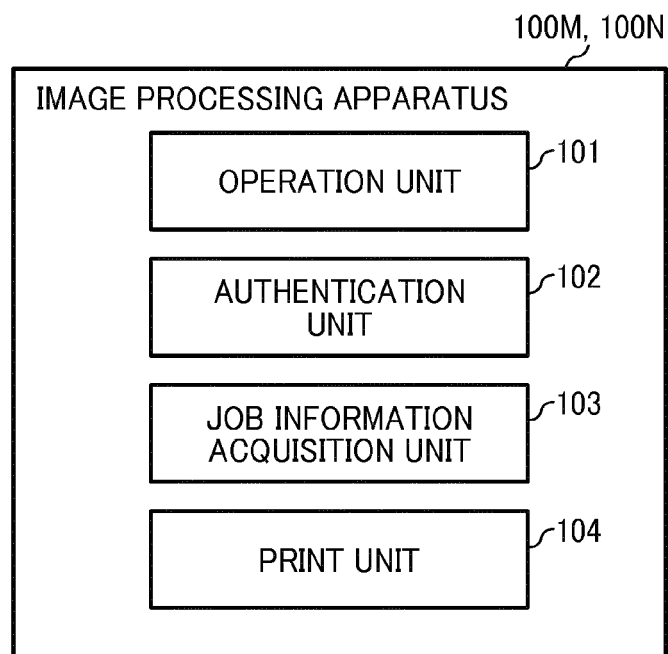 100M, 100N
IMAGE PROCESSING APPARATUS
OPERATION UNIT
101
AUTHENTICATION
UNIT
102
JOB INFORMATION
ACQUISITION UNIT
103
PRINT UNIT
104